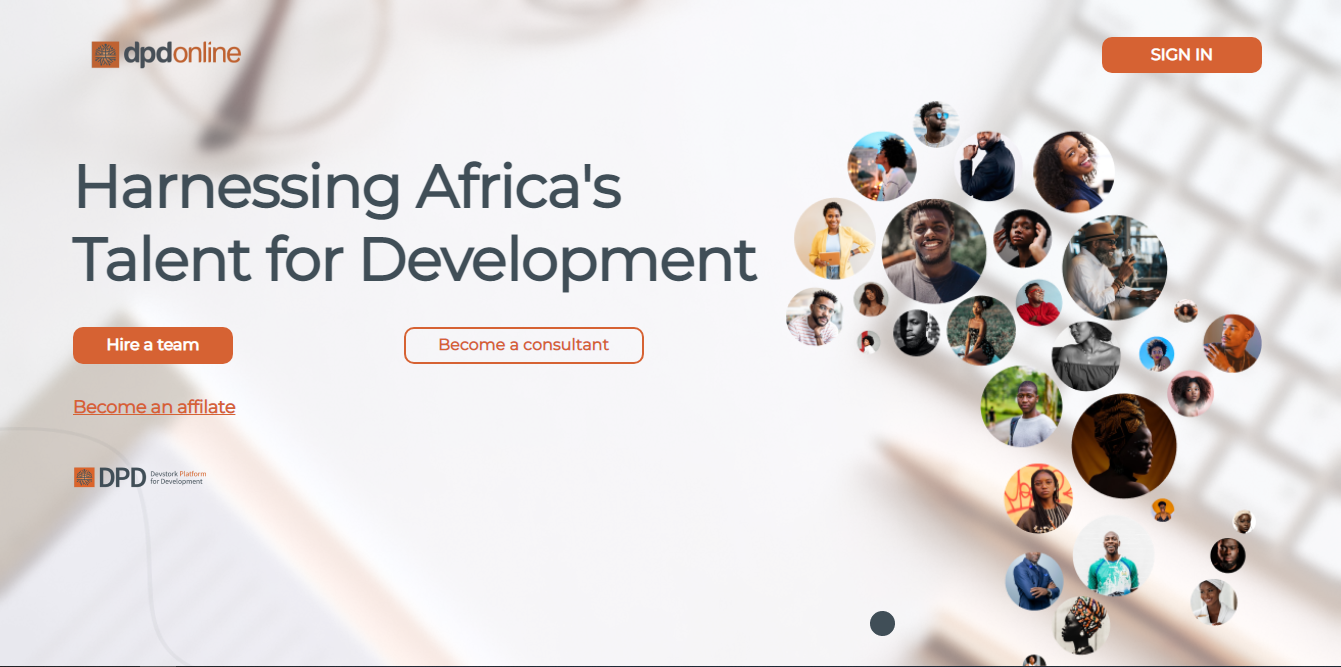 dpdonline
SIGN IN
Harnessing Africa's
Talent for Development
Hire a team
Become a consultant
Become an affilate
DPD Devstork Platform
for Development